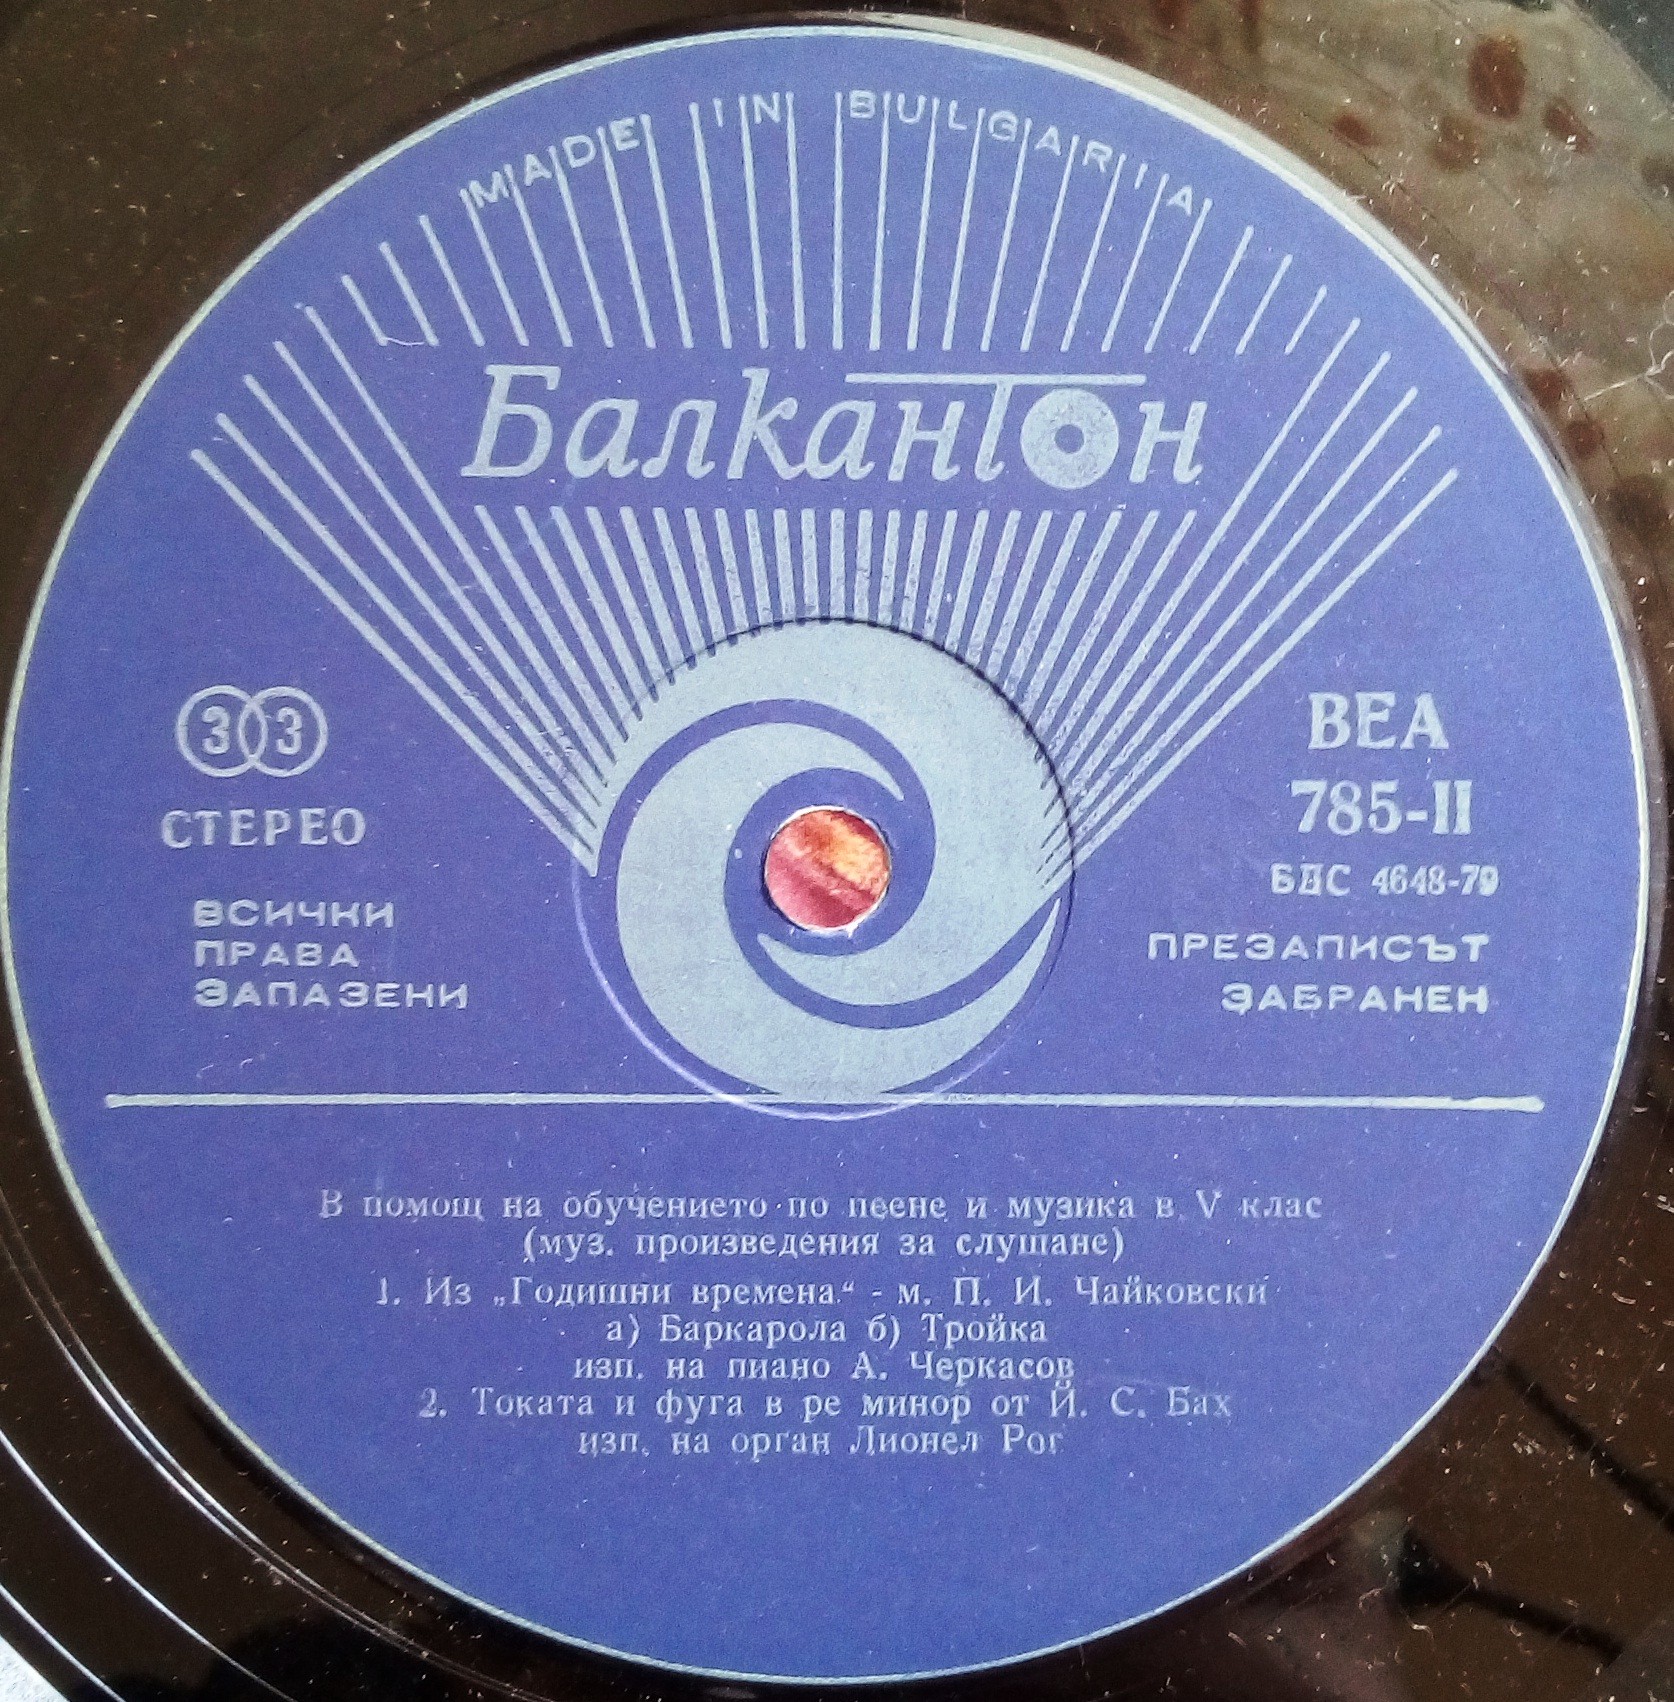 MADE IN BULGARIA
Балкантон
33
СТЕРЕО
ВСИЧКИ
ПРАВА
ЗАПАЗЕНИ
ВЕА
785-II
БДС 4648-79
ПРЕЗАПИСЪТ
ЗАБРАНЕН
В помощ на обучението по пеене и музика в V клас
(муз. произведения за слушане)
1. Из „Годишни времена“ - м. П. И. Чайковски
а) Баркарола б) Тройка
изп. на пиано А. Черкасов
2. Токата и фуга в ре минор от Й. С. Бах
изп. на орган Лионел Рог